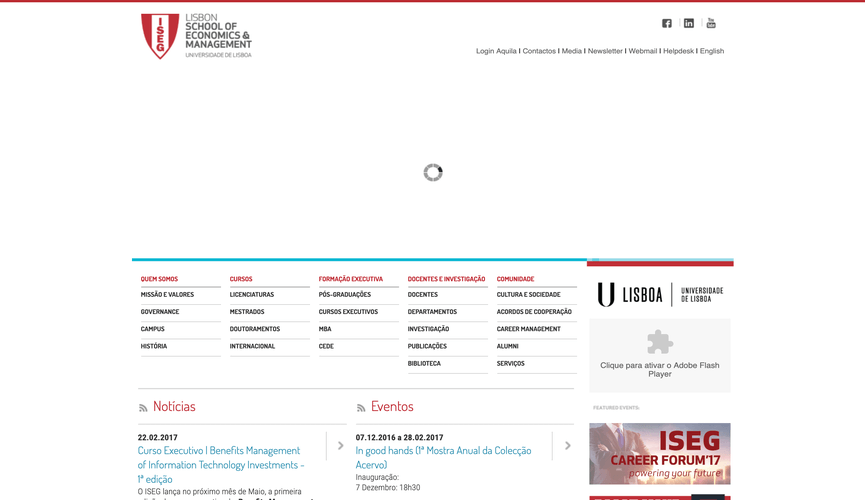 LISBON
SCHOOL OF
ECONOMICS &
MANAGEMENT
UNIVERSIDADE DE LISBOA
ISEG
You
Tube
Login Aquila I Contactos I Media I Newsletter I Webmail I Helpdesk I English
QUEM SOMOS
MISSÃO E VALORES
GOVERNANCE
CAMPUS
HISTÓRIA
CURSOS
LICENCIATURAS
MESTRADOS
DOUTORAMENTOS
INTERNACIONAL
FORMAÇÃO EXECUTIVA
PÓS-GRADUAÇÕES
CURSOS EXECUTIVOS
MBA
CEDE
DOCENTES E INVESTIGAÇÃO
DOCENTES
DEPARTAMENTOS
INVESTIGAÇÃO
PUBLICAÇÕES
BIBLIOTECA
COMUNIDADE
CULTURA E SOCIEDADE
ACORDOS DE COOPERAÇÃO
CAREER MANAGEMENT
ALUMNI
SERVIÇOS
LISBOA
UNIVERSIDADE
DE LISBOA
Clique para ativar o Adobe Flash
Player
FEATURED EVENTS:
ISEG
CAREER FORUM'17
powering your future
Notícias
22.02.2017
Curso Executivo | Benefits Management
of Information Technology Investments -
1ª edição
O ISEG lança no próximo mês de Maio, a primeira
Eventos
07.12.2016 a 28.02.2017
In good hands (1ª Mostra Anual da Colecção
Acervo)
Inauguração:
7 Dezembro: 18h30